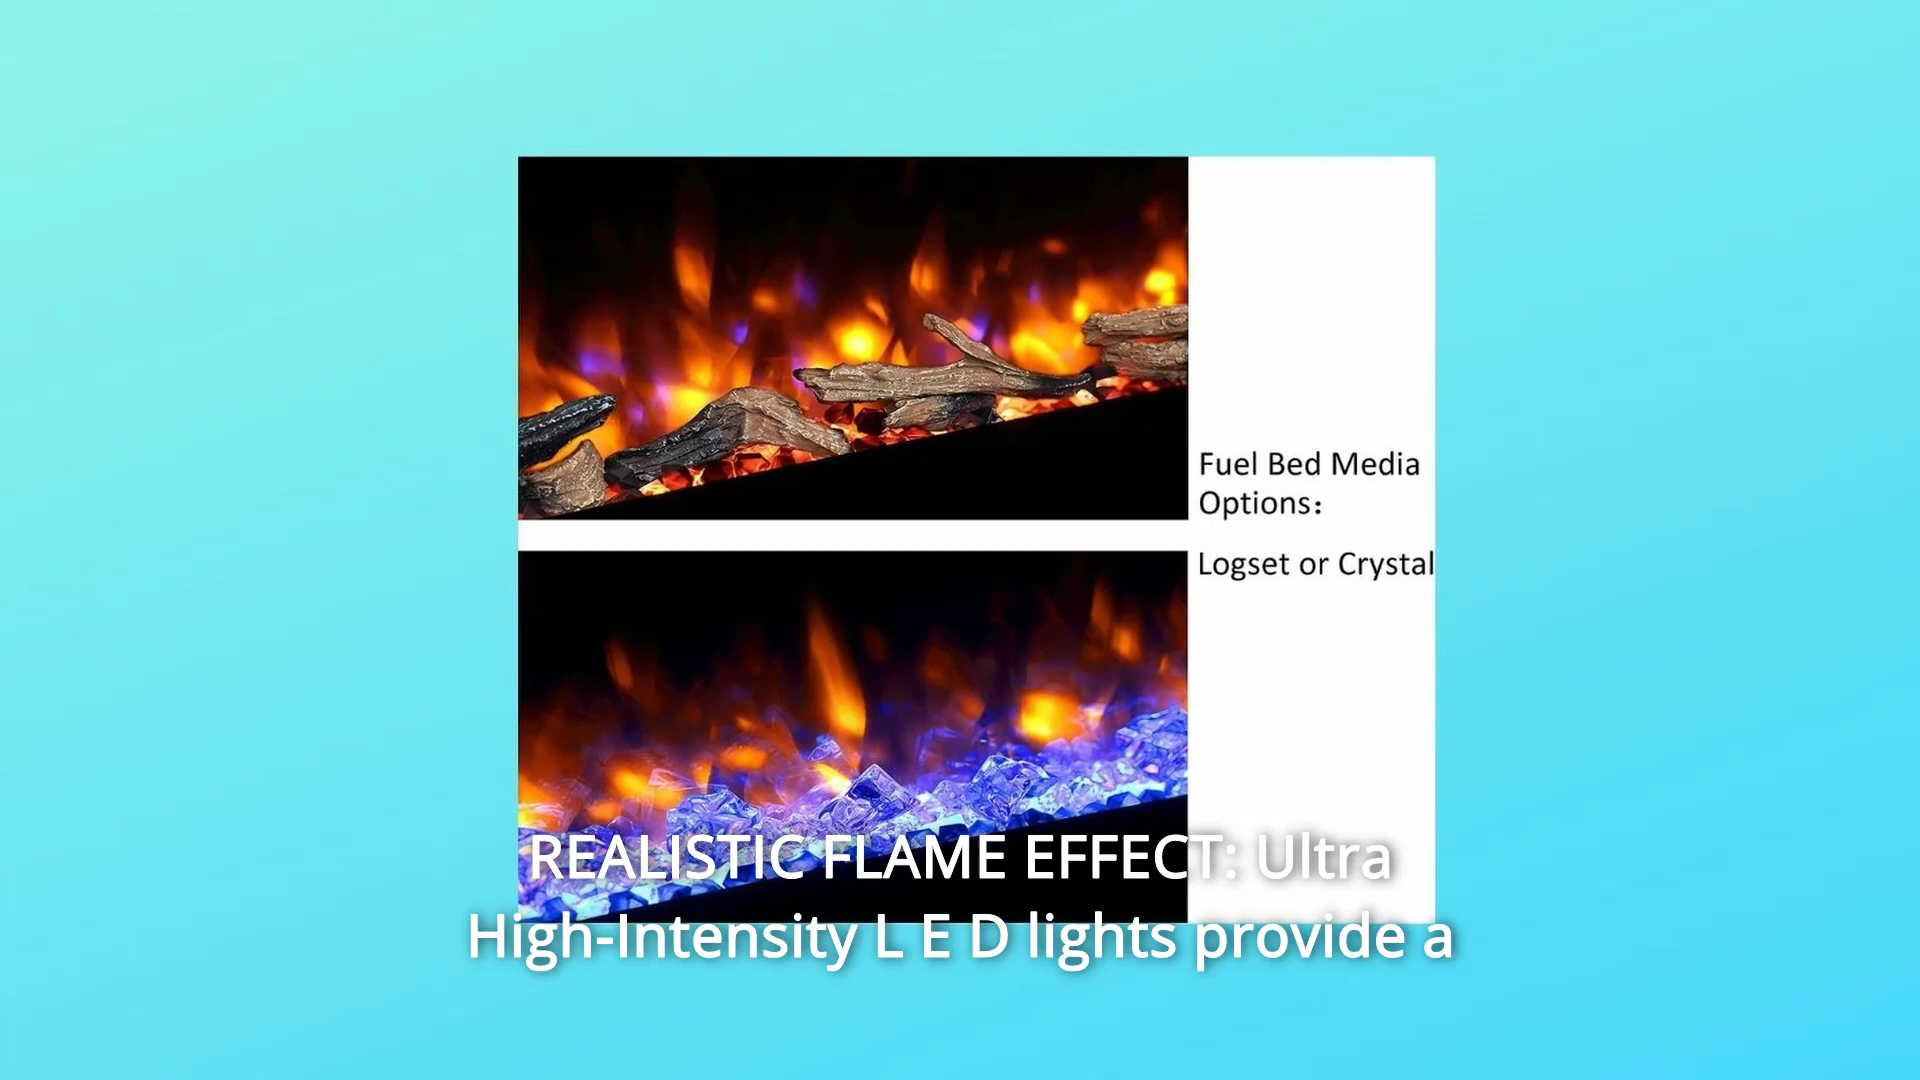 Fuel Bed Media
Options：
Logset or Crystal
REALISTIC FLAME EFFECT: Ultra
High-Intensity L E D lights provide a